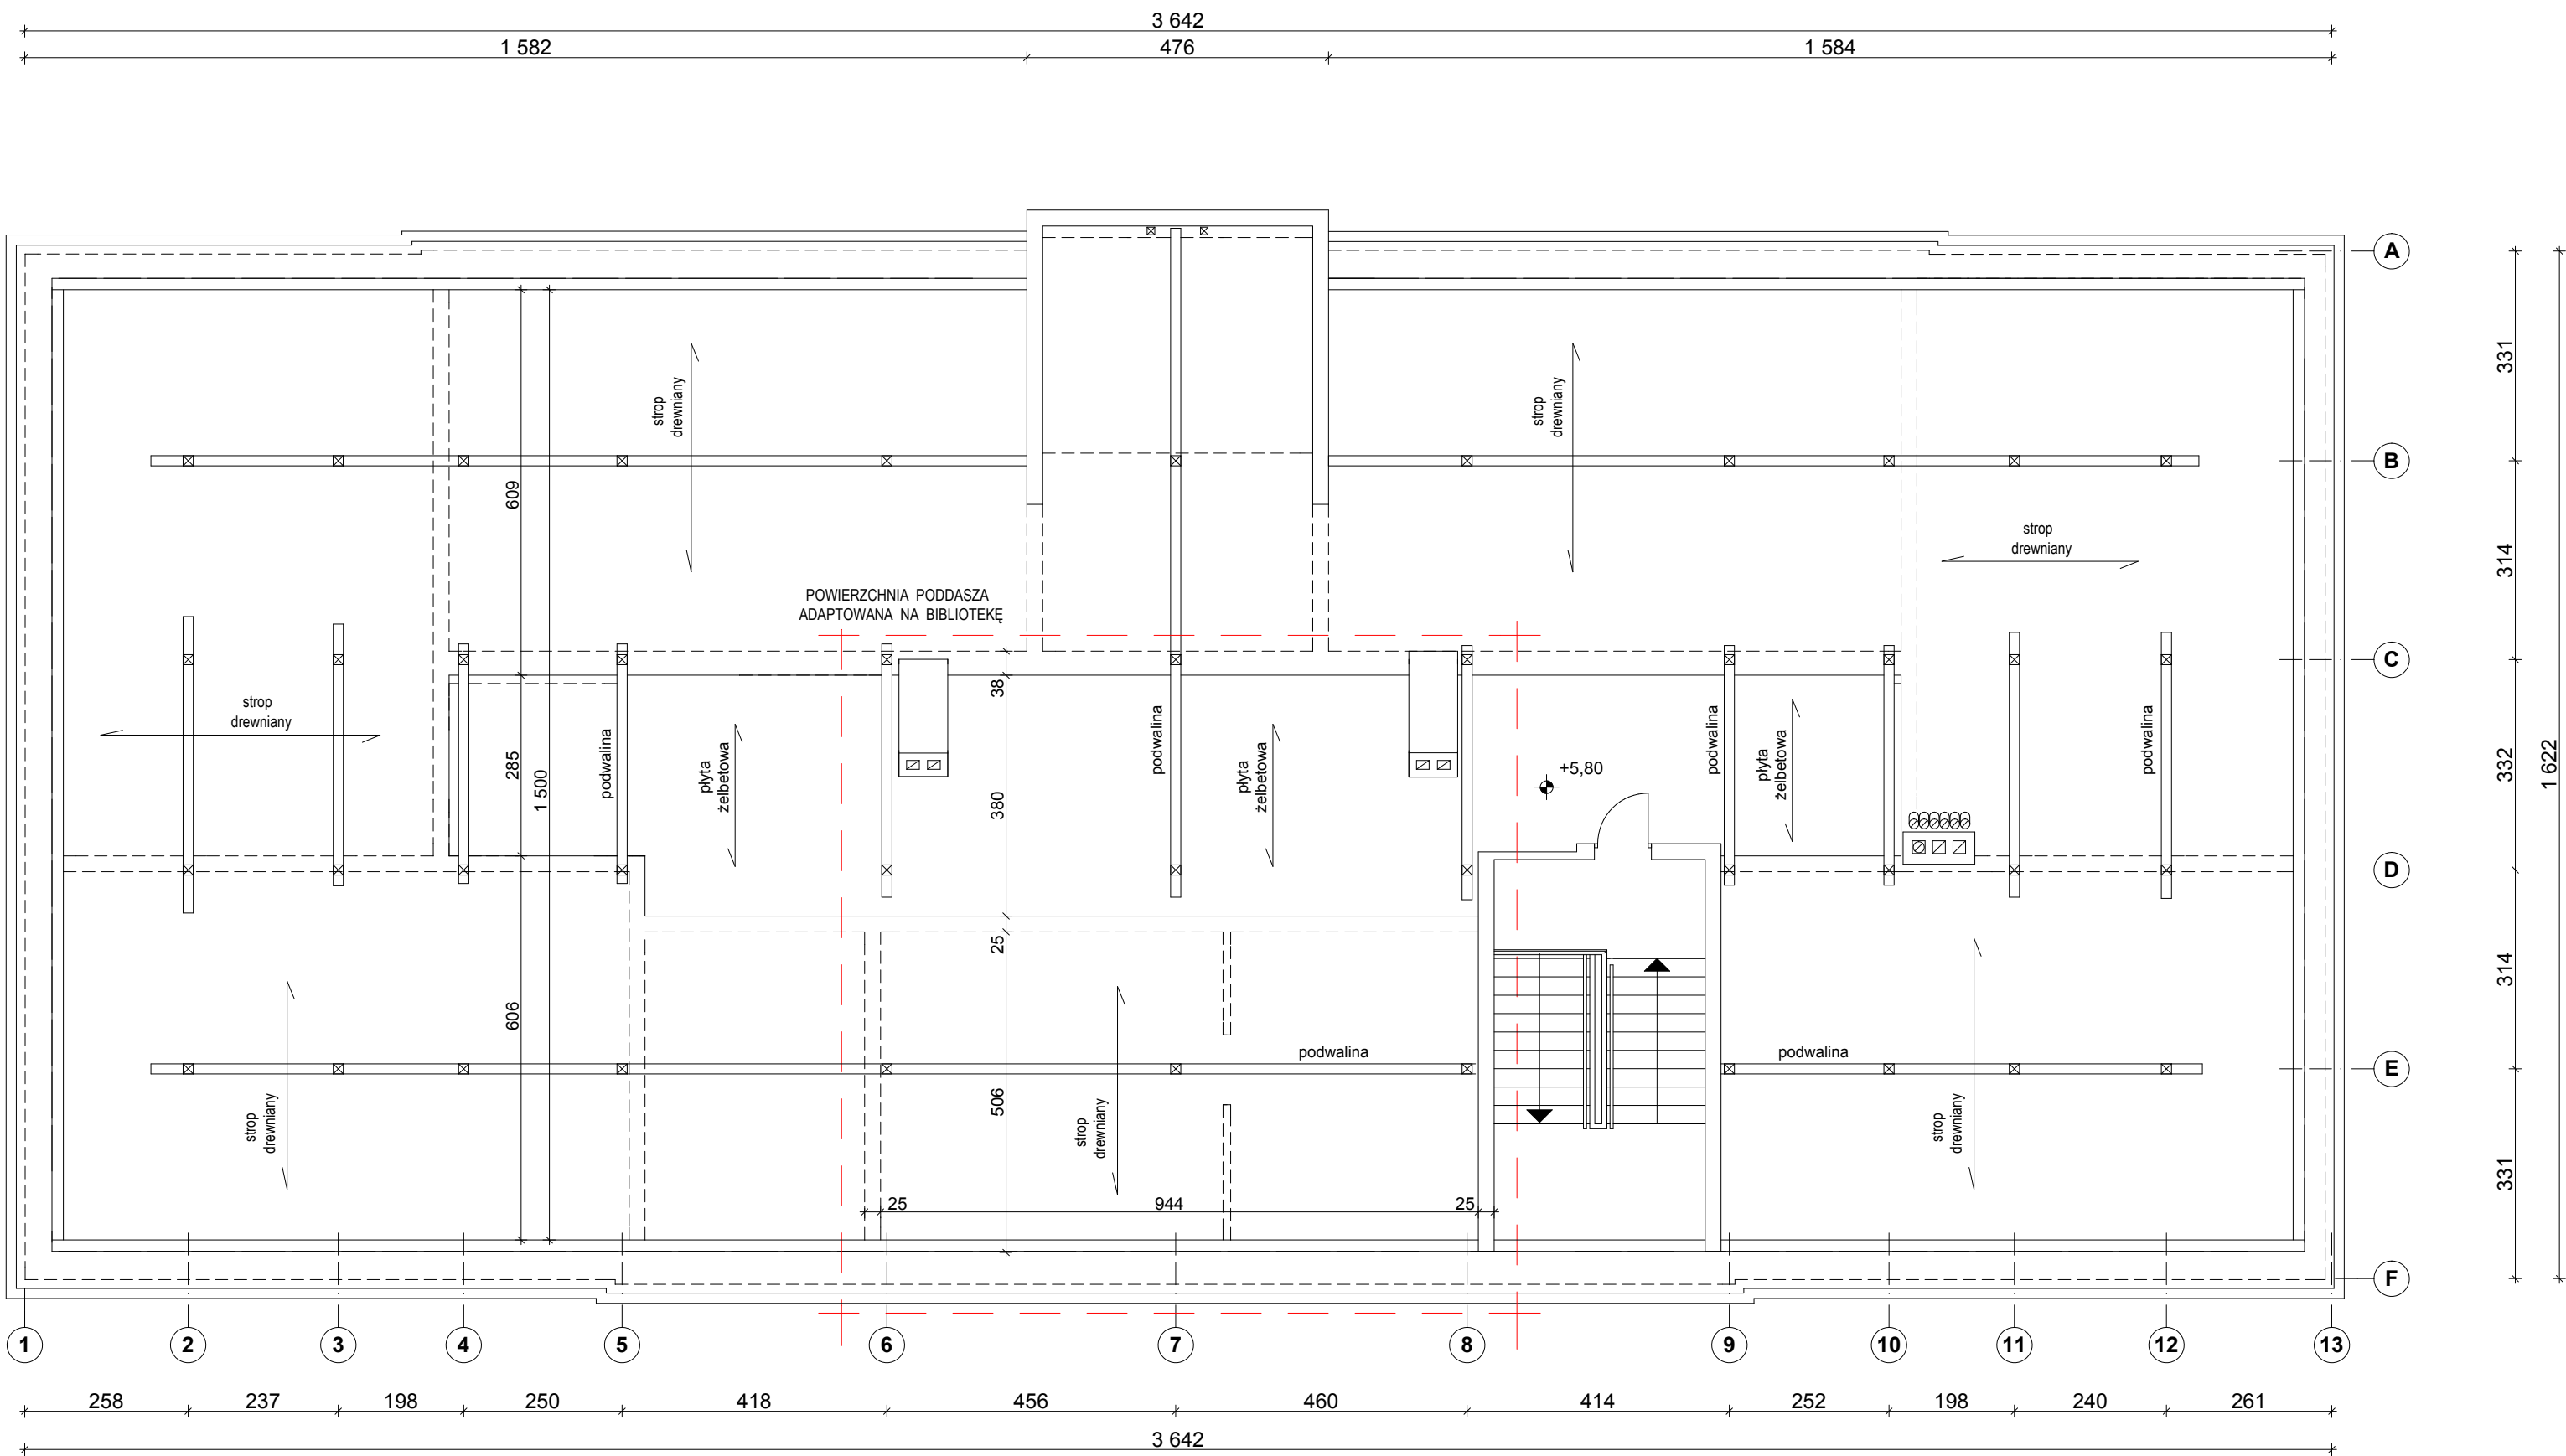 3 642
1 582 476 1 584
A
331
strop
drewniany
strop
drewniany
B
609
314
strop
drewniany
POWIERZCHNIA PODDASZA
ADAPTOWANA NA BIBLIOTEKĘ
C
38
strop
drewniany
podwalina
podwalina
podwalina
podwalina
płyta
żelbetowa
płyta
żelbetowa
płyta
żelbetowa
285
1 500
380
+5,80
332
1 622
D
25
314
606
podwalina
podwalina
E
506
strop
drewniany
strop
drewniany
strop
drewniany
331
25 944 25
F
1 2 3 4 5 6 7 8 9 10 11 12 13
258 237 198 250 418 456 460 414 252 198 240 261
3 642